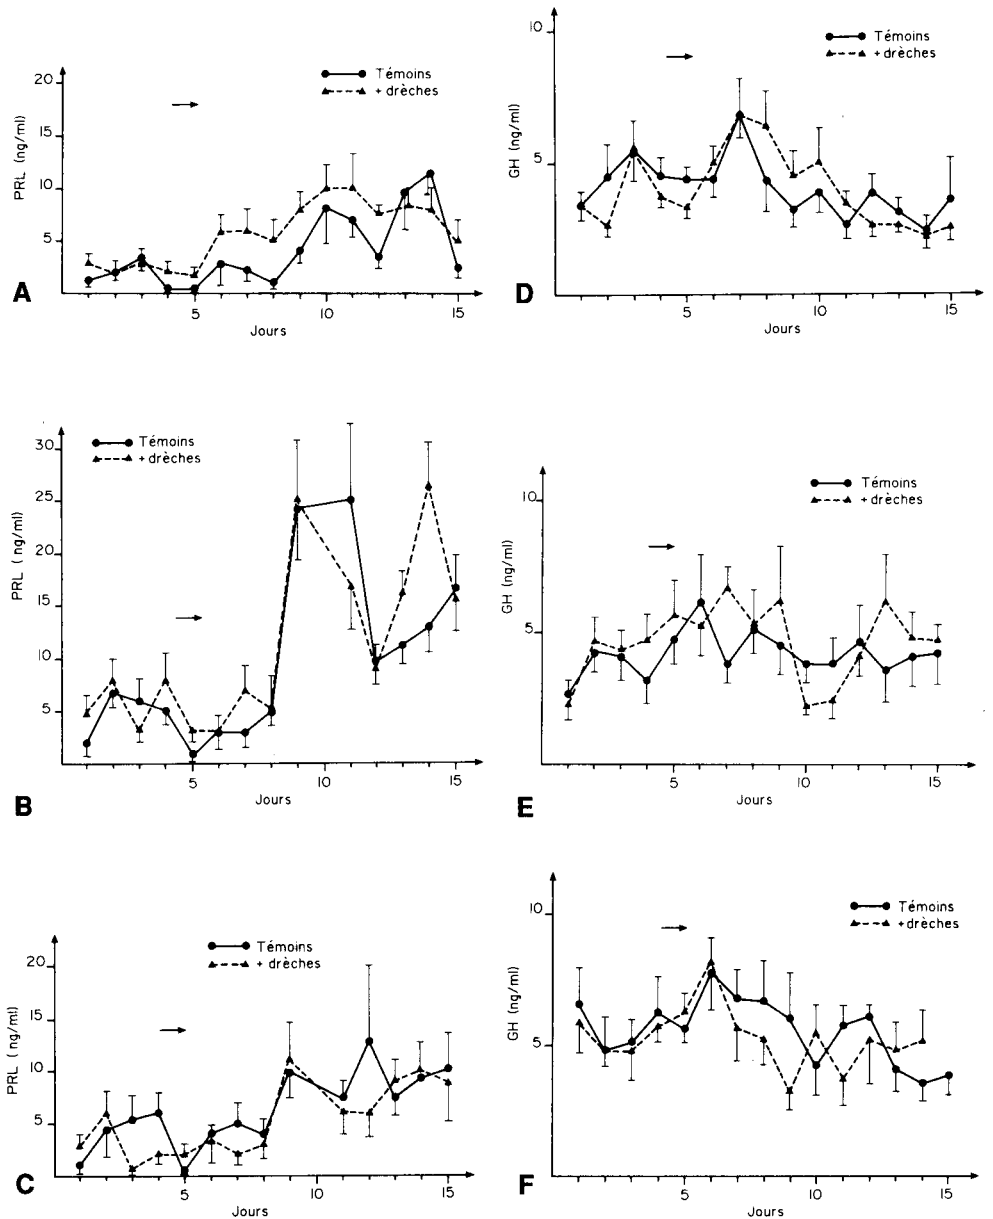 Témoins
+ drèches
PRL (ng/ml)
20
15
10
5
5
10
15
Jours
A
Témoins
+ drèches
GH (ng/ml)
10
5
5
10
15
Jours
D
Témoins
+ drèches
PRL (ng/ml)
30
25
20
15
10
5
5
10
15
Jours
B
Témoins
+ drèches
GH (ng/ml)
10
5
5
10
15
Jours
E
Témoins
+ drèches
PRL (ng/ml)
20
15
10
5
5
10
15
Jours
C
Témoins
+ drèches
GH (ng/ml)
10
5
5
10
15
Jours
F